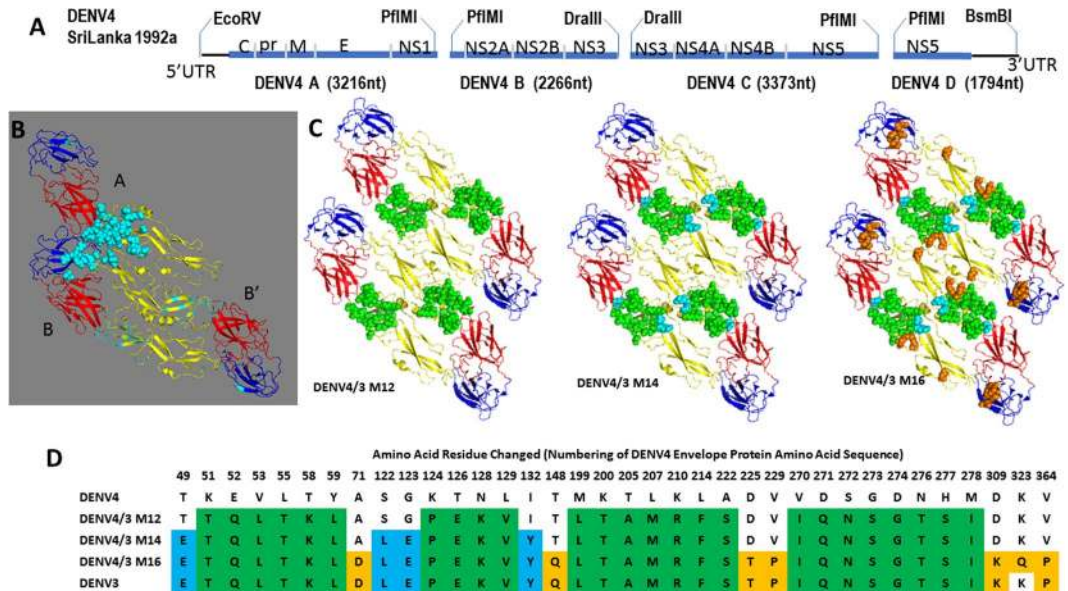 A
DENV4
SriLanka 1992a
EcoRV PflMI PflMI DraIII DraIII PflMI PflMI BsmBI
C pr M E NS1 NS2A NS2B NS3 NS3 NS4A NS4B NS5 NS5
5'UTR 3'UTR
DENV4 A (3216nt) DENV4 B (2266nt) DENV4 C (3373nt) DENV4 D (1794nt)
B
A
B
B'
C
DENV4/3 M12 DENV4/3 M14 DENV4/3 M16
D
Amino Acid Residue Changed (Numbering of DENV4 Envelope Protein Amino Acid Sequence)
49 51 52 53 55 58 59 71 122 123 124 126 128 129 132 148 199 200 205 210 214 222 225 229 270 271 272 273 274 276 277 278 309 323 364
DENV4 T K E V L T Y A S G K T N L I T M K T L K L A D V V D S G D N H M D K V
DENV4/3 M12 T T Q L T K L A S G P E K V I T L T A M R F S D V I Q N S G T S I D K V
DENV4/3 M14 E T Q L T K L A L E P E K V Y T L T A M R F S D V I Q N S G T S I D K V
DENV4/3 M16 E T Q L T K L D L E P E K V Y Q L T A M R F S T P I Q N S G T S I K Q P
DENV3 E T Q L T K L D L E P E K V Y Q L T A M R F S T P I Q N S G T S I K K P